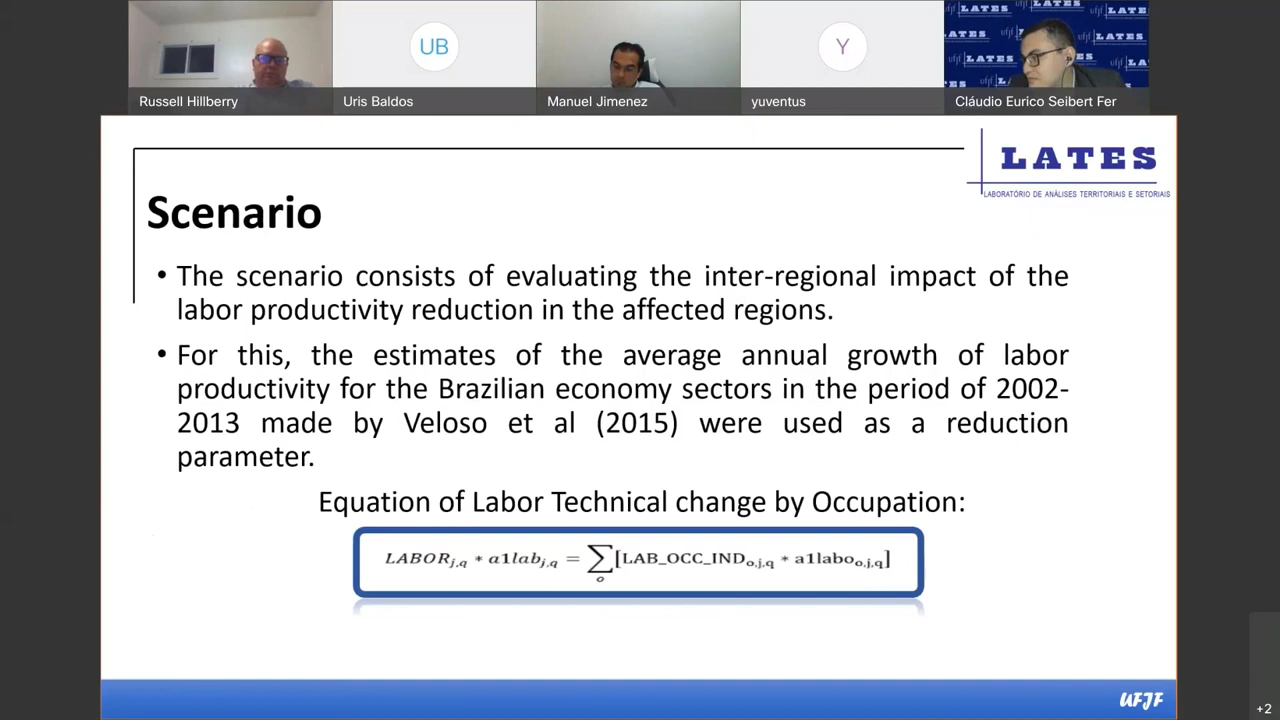 UB
Y
Russell Hillberry
Uris Baldos
Manuel Jimenez
yuventus
Cláudio Eurico Seibert Fer
LATES
LABORATÓRIO DE ANÁLISES TERRITORIAIS E SETORIAIS
Scenario
• The scenario consists of evaluating the inter-regional impact of the
labor productivity reduction in the affected regions.
• For this, the estimates of the average annual growth of labor
productivity for the Brazilian economy sectors in the period of 2002-
2013 made by Veloso et al (2015) were used as a reduction
parameter.
Equation of Labor Technical change by Occupation:
LABOR_{j,q} * a1lab_{j,q} = ∑_o [LAB_OCC_IND_{o,j,q} * a1labo_{o,j,q}]
UFJF
+2